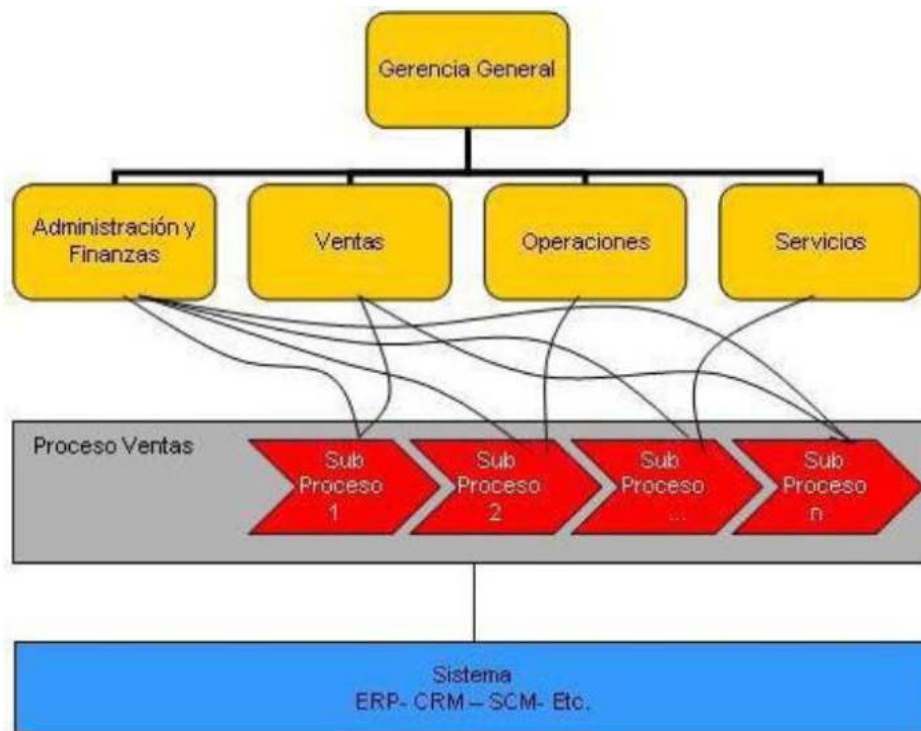 Gerencia General
Administración y
Finanzas
Ventas
Operaciones
Servicios
Proceso Ventas
Sub
Proceso
1
Sub
Proceso
2
Sub
Proceso
...
Sub
Proceso
n
Sistema
ERP- CRM – SCM- Etc.